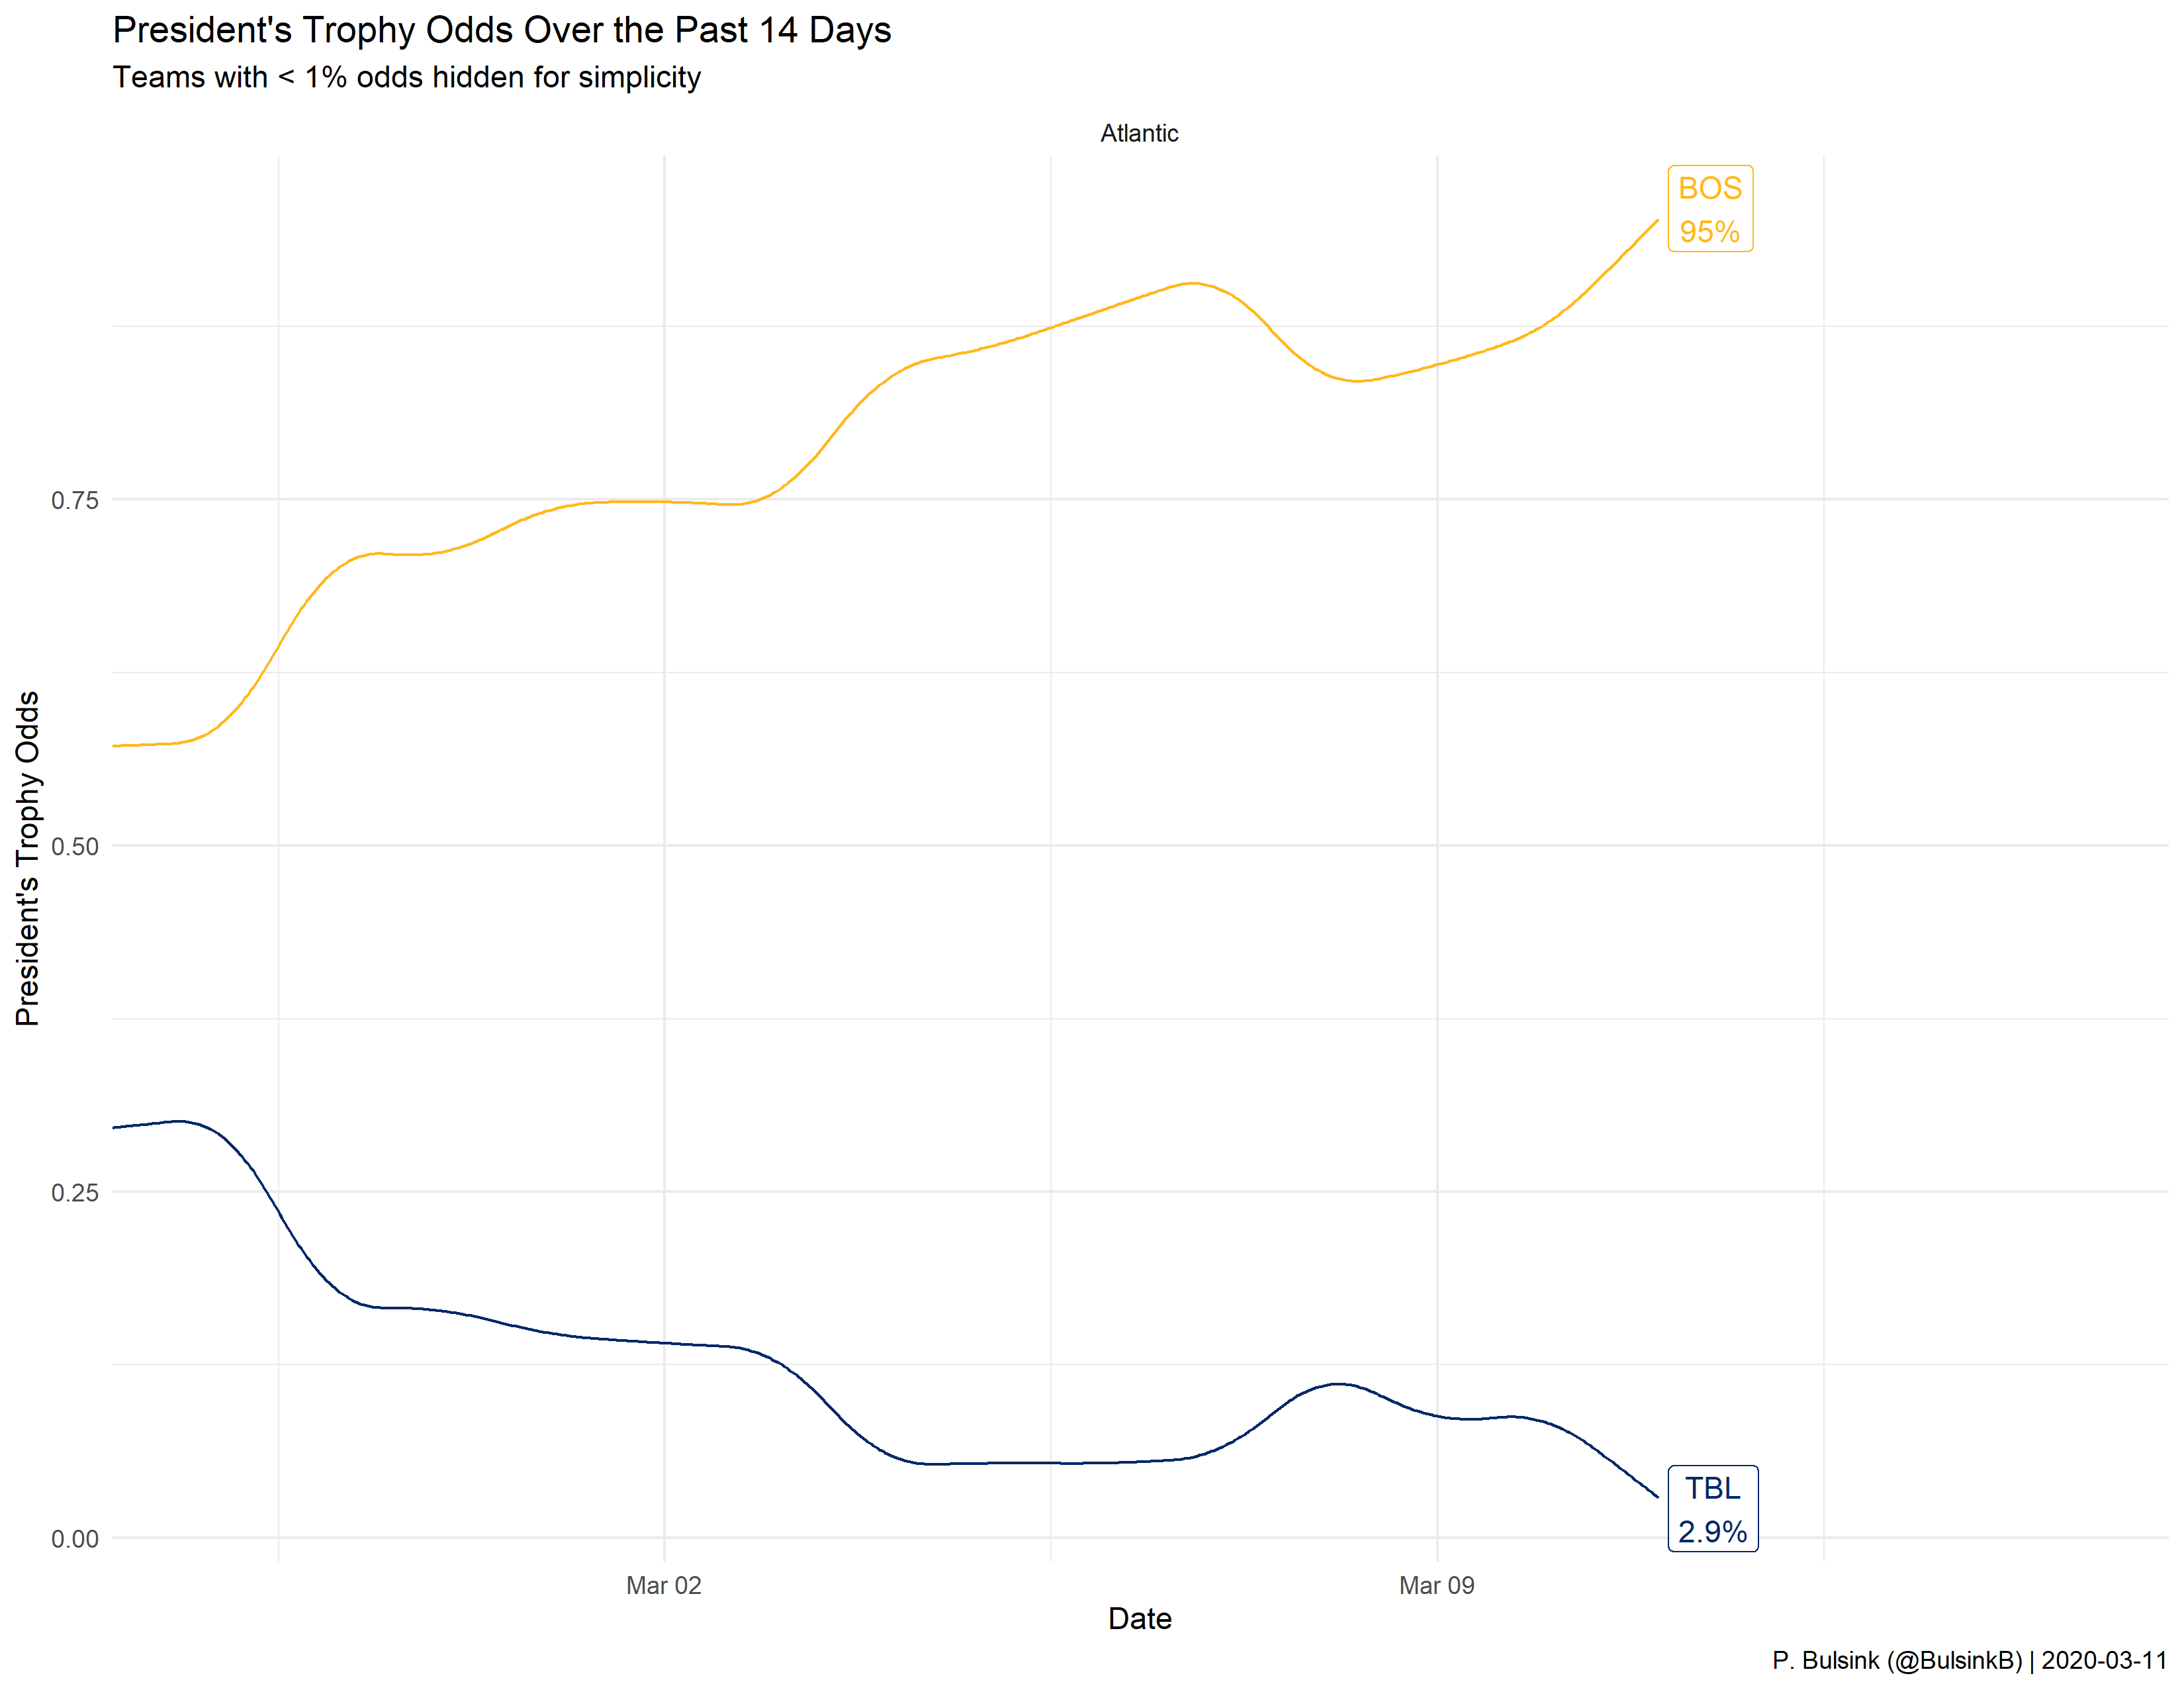 President's Trophy Odds Over the Past 14 Days
Teams with < 1% odds hidden for simplicity
Atlantic
BOS
95%
0.75
0.50
0.25
0.00
President's Trophy Odds
TBL
2.9%
Mar 02
Mar 09
Date
P. Bulsink (@BulsinkB) | 2020-03-11